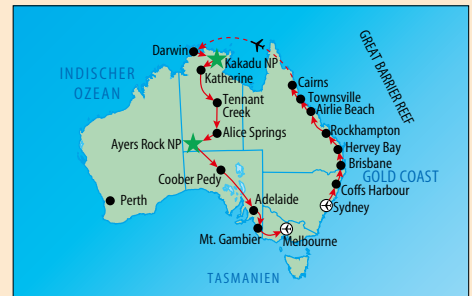 Darwin
Kakadu NP
INDISCHER
OZEAN
Katherine
Cairns
GREAT BARRIER REEF
Tennant
Creek
Townsville
Airlie Beach
Alice Springs
Rockhampton
Ayers Rock NP
Hervey Bay
Brisbane
GOLD COAST
Coober Pedy
Coffs Harbour
Perth
Adelaide
Sydney
Mt. Gambier
Melbourne
TASMANIEN